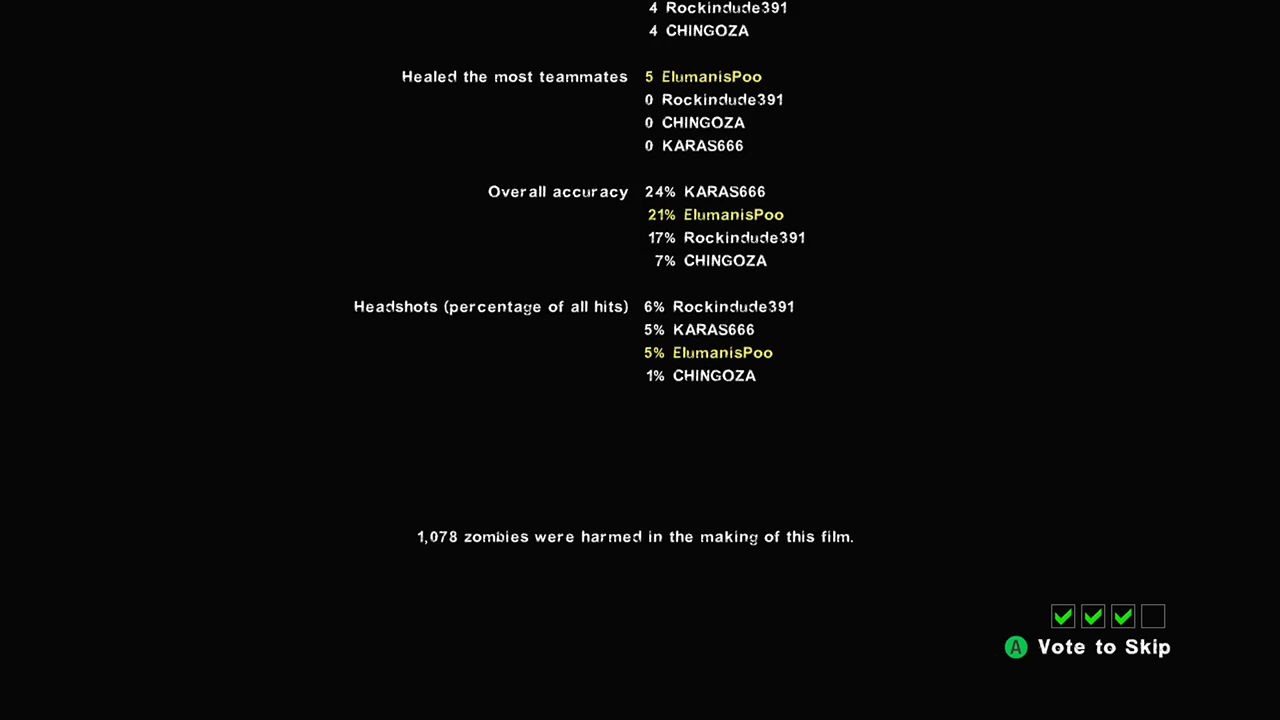 4 Rockindude391
4 CHINGOZA
Healed the most teammates 5 ElumanisPoo
0 Rockindude391
0 CHINGOZA
0 KARAS666
Overall accuracy 24% KARAS666
21% ElumanisPoo
17% Rockindude391
7% CHINGOZA
Headshots (percentage of all hits) 6% Rockindude391
5% KARAS666
5% ElumanisPoo
1% CHINGOZA
1,078 zombies were harmed in the making of this film.
A Vote to Skip